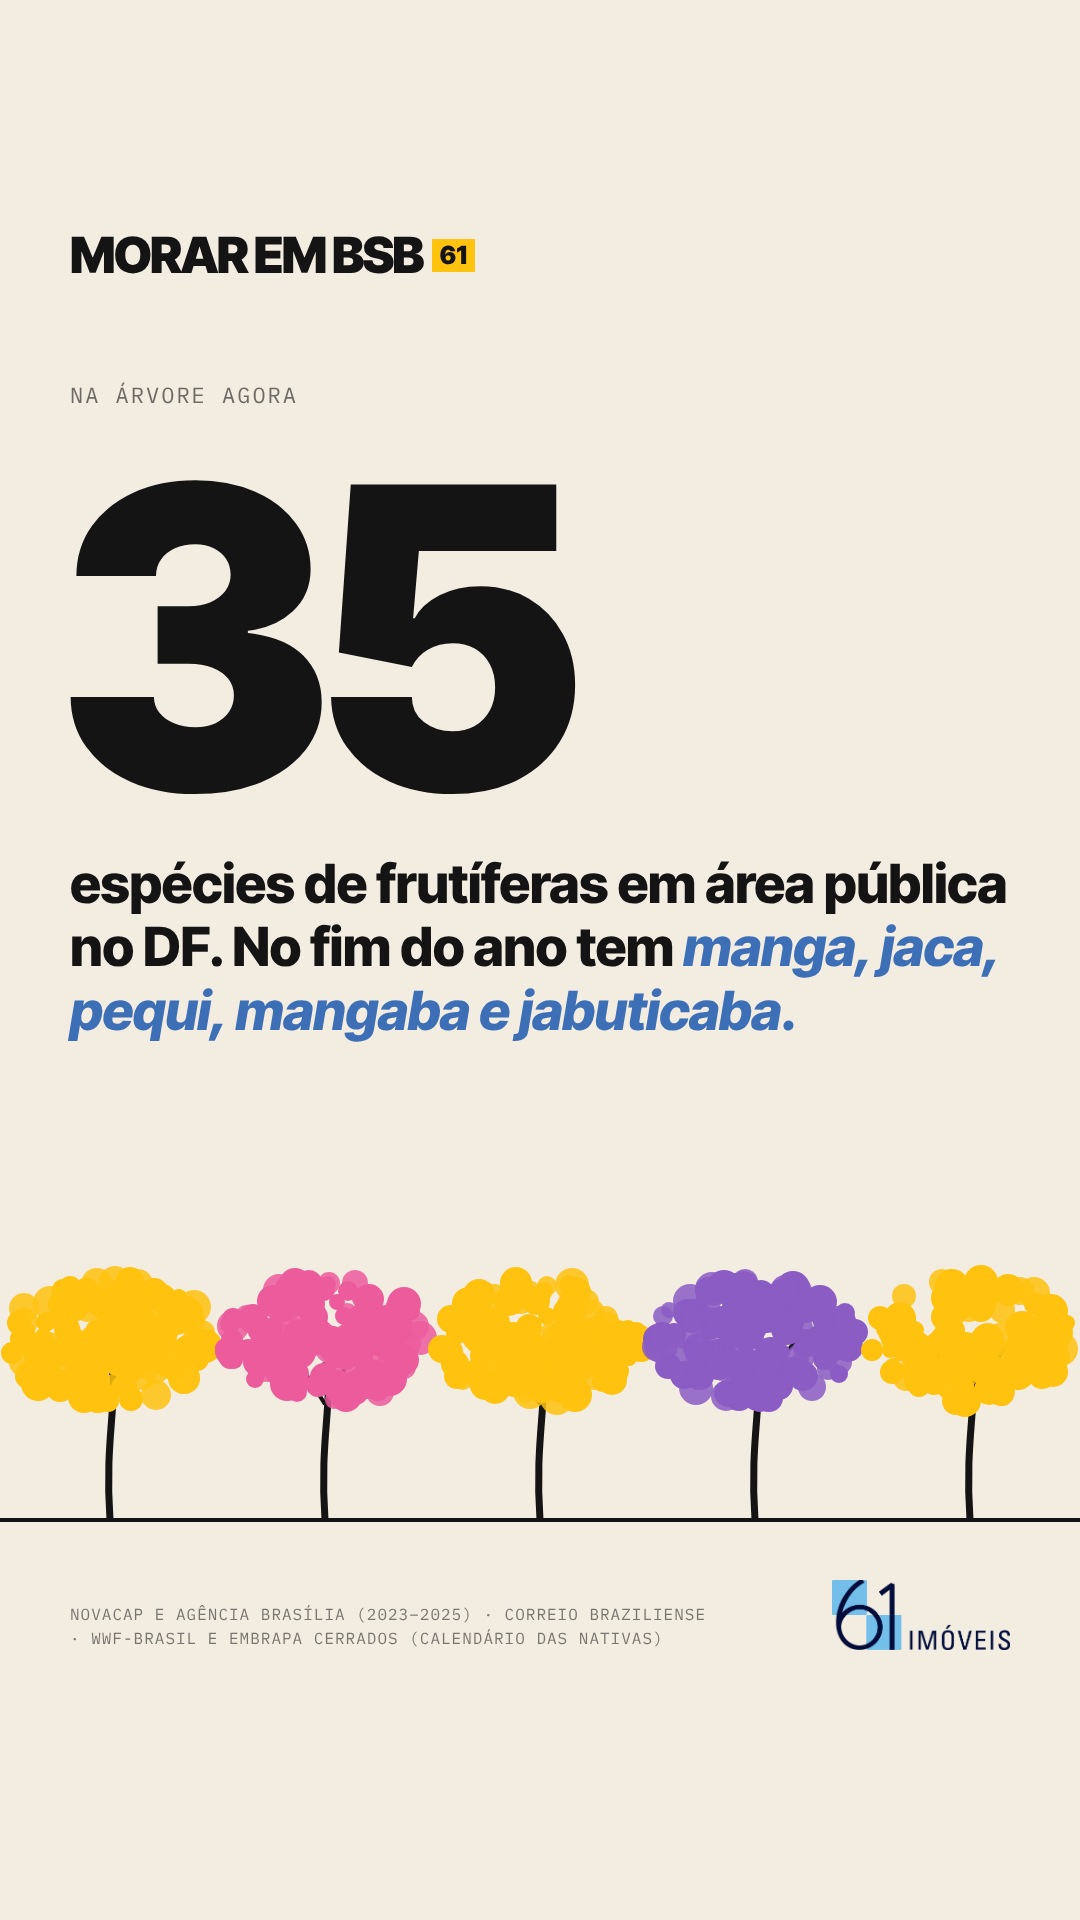 MORAR EM BSB 61
NA ÁRVORE AGORA
35
espécies de frutíferas em área pública
no DF. No fim do ano tem manga, jaca,
pequi, mangaba e jabuticaba.
NOVACAP E AGÊNCIA BRASÍLIA (2023–2025) · CORREIO BRAZILIENSE
· WWF-BRASIL E EMBRAPA CERRADOS (CALENDÁRIO DAS NATIVAS)
61 IMÓVEIS